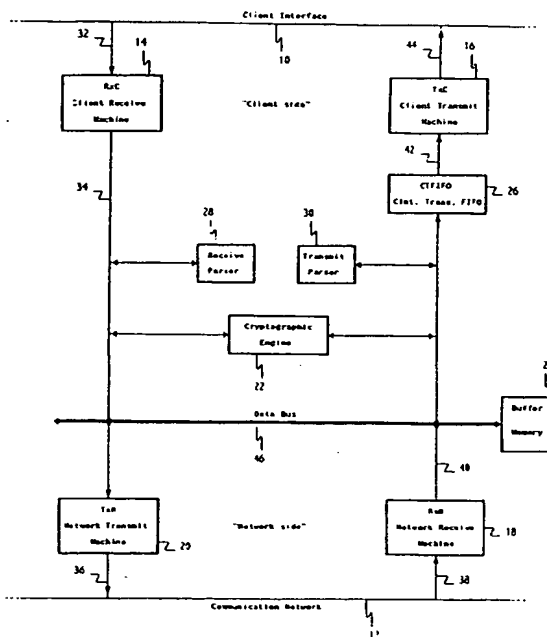 Client Interface
32
14
10
44
16
RxC
Client Receive
Machine
"Client side"
TxC
Client Transmit
Machine
42
34
CTFIFO
Clnt. Trans. FIFO
26
28
30
Receive
Parser
Transmit
Parser
Cryptographic
Engine
22
Data Bus
Buffer
Memory
46
40
TxN
Network Transmit
Machine
"Network side"
RxN
Network Receive
Machine
18
36
38
Communication Network